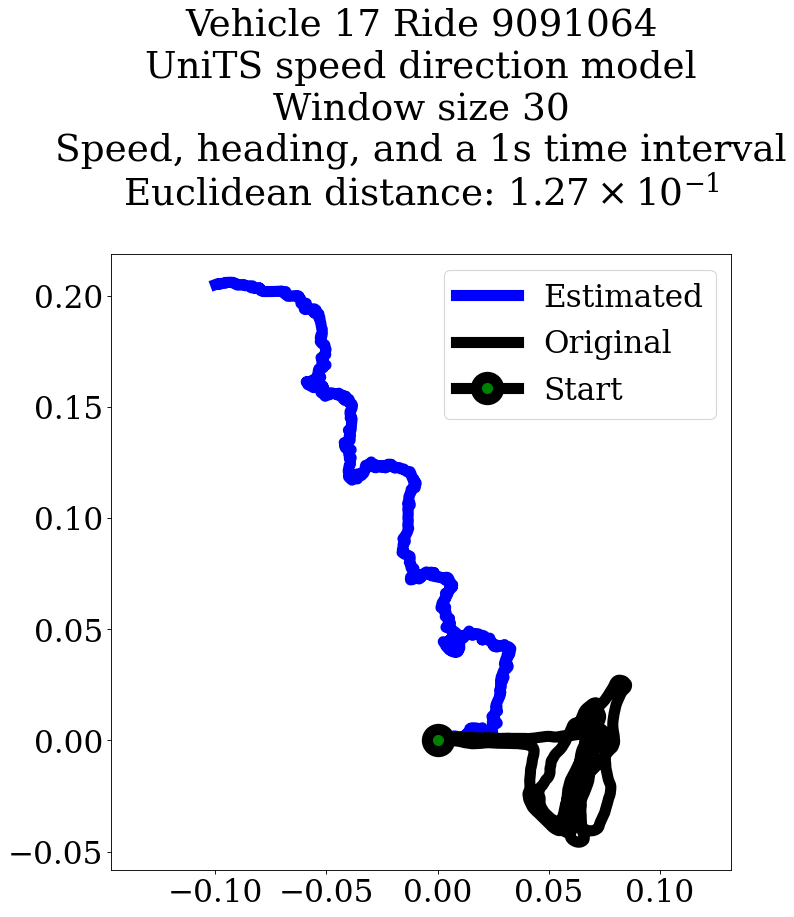 Vehicle 17 Ride 9091064
UniTS speed direction model
Window size 30
Speed, heading, and a 1s time interval
Euclidean distance: 1.27 × 10⁻¹
Estimated
Original
Start
0.20
0.15
0.10
0.05
0.00
−0.05
−0.10 −0.05 0.00 0.05 0.10